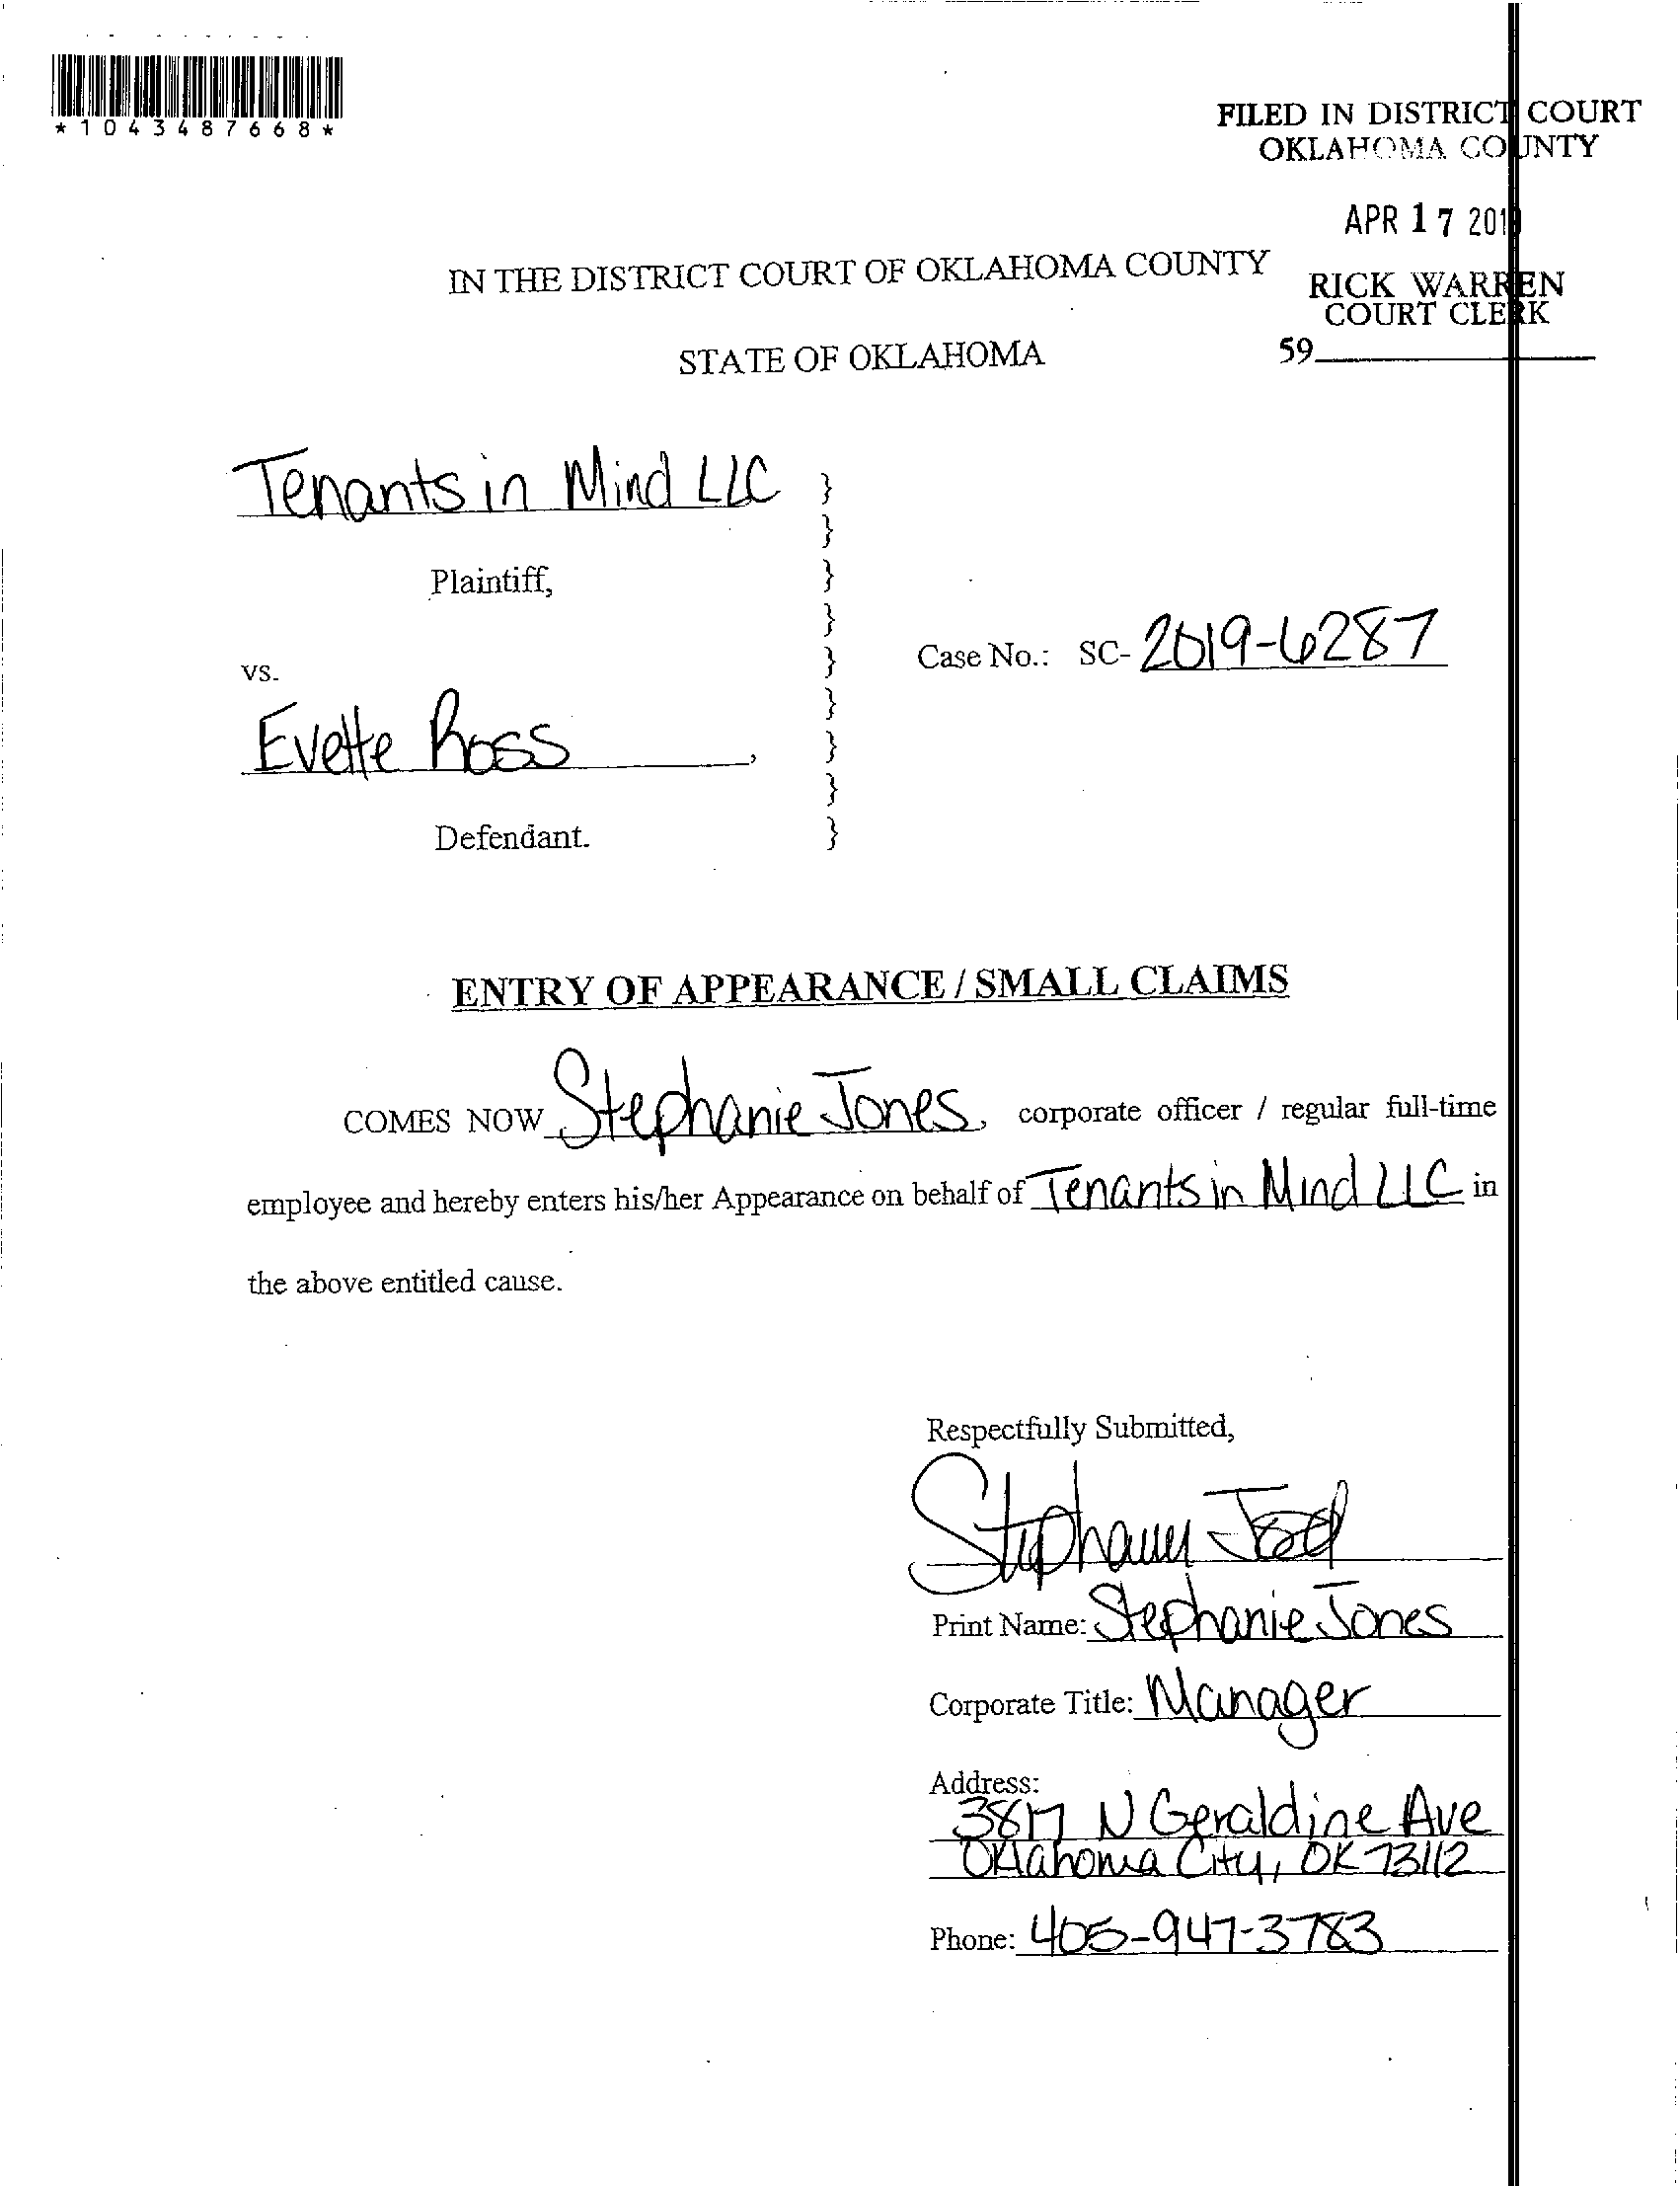 *1043487668*
FILED IN DISTRICT COURT
OKLAHOMA COUNTY
APR 17 2019
RICK WARREN
COURT CLERK
59
IN THE DISTRICT COURT OF OKLAHOMA COUNTY
STATE OF OKLAHOMA
Tenants in Mind LLC }
}
Plaintiff, }
}
vs. } Case No.: SC- 2019-6287
}
Evette Ross, }
}
Defendant. }
ENTRY OF APPEARANCE / SMALL CLAIMS
COMES NOW Stephanie Jones, corporate officer / regular full-time
employee and hereby enters his/her Appearance on behalf of Tenants in Mind LLC in
the above entitled cause.
Respectfully Submitted,
Print Name: Stephanie Jones
Corporate Title: Manager
Address:
3817 N Geraldine Ave
Oklahoma City, OK 73112
Phone: 405-947-3783